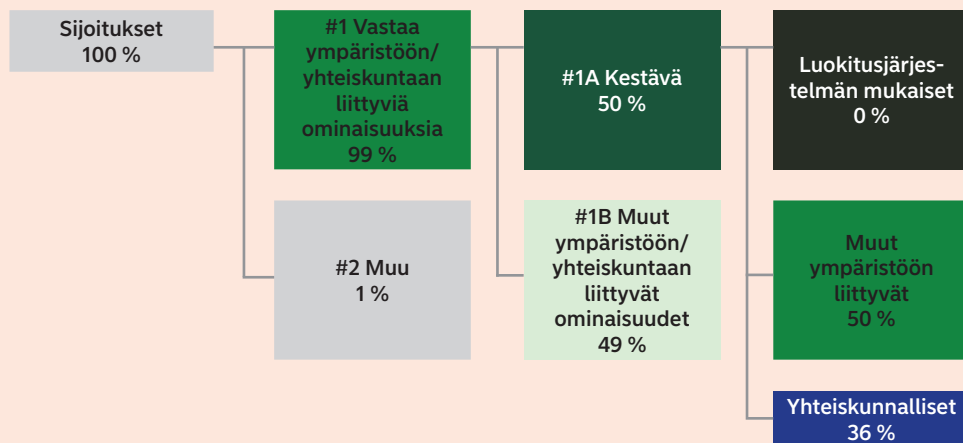 Sijoitukset
100 %
#1 Vastaa
ympäristöön/
yhteiskuntaan
liittyviä
ominaisuuksia
99 %
#2 Muu
1 %
#1A Kestävä
50 %
#1B Muut
ympäristöön/
yhteiskuntaan
liittyvät
ominaisuudet
49 %
Luokitusjärjes-
telmän mukaiset
0 %
Muut
ympäristöön
liittyvät
50 %
Yhteiskunnalliset
36 %